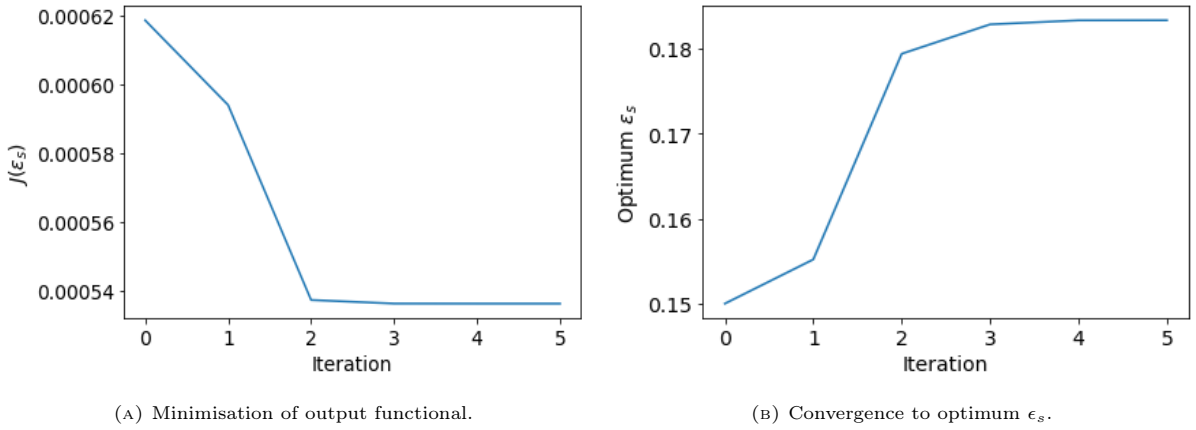 0.00062
0.00060
0.00058
0.00056
0.00054
J(εₛ)
0 1 2 3 4 5
Iteration
(A) Minimisation of output functional.
0.18
0.17
0.16
0.15
Optimum εₛ
0 1 2 3 4 5
Iteration
(B) Convergence to optimum ϵₛ.